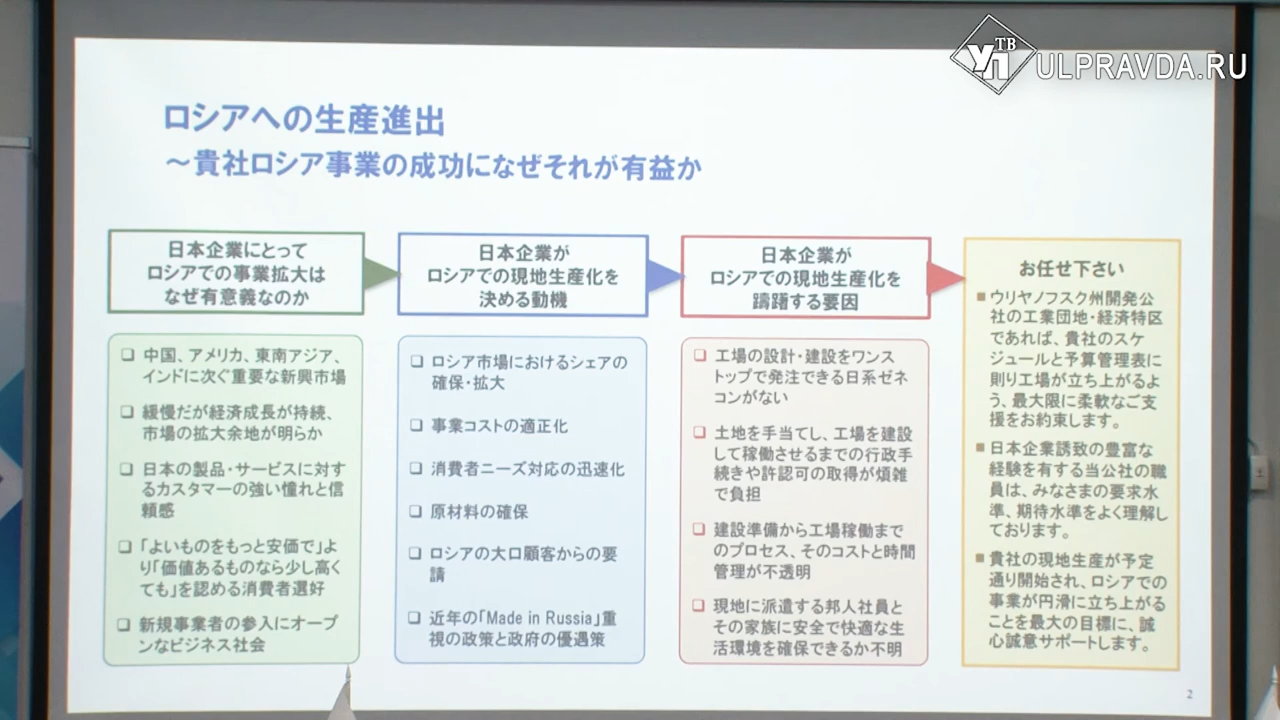 УП ТВ ULPRAVDA.RU
ロシアへの生産進出
～貴社ロシア事業の成功になぜそれが有益か
日本企業にとって
ロシアでの事業拡大は
なぜ有意義なのか
❑ 中国、アメリカ、東南アジア、
インドに次ぐ重要な新興市場
❑ 緩慢だが経済成長が持続、
市場の拡大余地が明らか
❑ 日本の製品・サービスに対す
るカスタマーの強い憧れと信
頼感
❑ 「よいものをもっと安価で」よ
り「価値あるものなら少し高く
ても」を認める消費者選好
❑ 新規事業者の参入にオープ
ンなビジネス社会
日本企業が
ロシアでの現地生産化を
決める動機
❑ ロシア市場におけるシェアの
確保・拡大
❑ 事業コストの適正化
❑ 消費者ニーズ対応の迅速化
❑ 原材料の確保
❑ ロシアの大口顧客からの要
請
❑ 近年の「Made in Russia」重
視の政策と政府の優遇策
日本企業が
ロシアでの現地生産化を
躊躇する要因
❑ 工場の設計・建設をワンス
トップで発注できる日系ゼネ
コンがない
❑ 土地を手当てし、工場を建設
して稼働させるまでの行政手
続きや許認可の取得が煩雑
で負担
❑ 建設準備から工場稼働まで
のプロセス、そのコストと時間
管理が不透明
❑ 現地に派遣する邦人社員と
その家族に安全で快適な生
活環境を確保できるか不明
お任せ下さい
■ ウリヤノフスク州開発公
社の工業団地・経済特区
であれば、貴社のスケ
ジュールと予算管理表に
則り工場が立ち上がるよ
う、最大限に柔軟なご支
援をお約束します。
■ 日本企業誘致の豊富な
経験を有する当公社の職
員は、みなさまの要求水
準、期待水準をよく理解し
ております。
■ 貴社の現地生産が予定
通り開始され、ロシアでの
事業が円滑に立ち上がる
ことを最大の目標に、誠
心誠意サポートします。
2